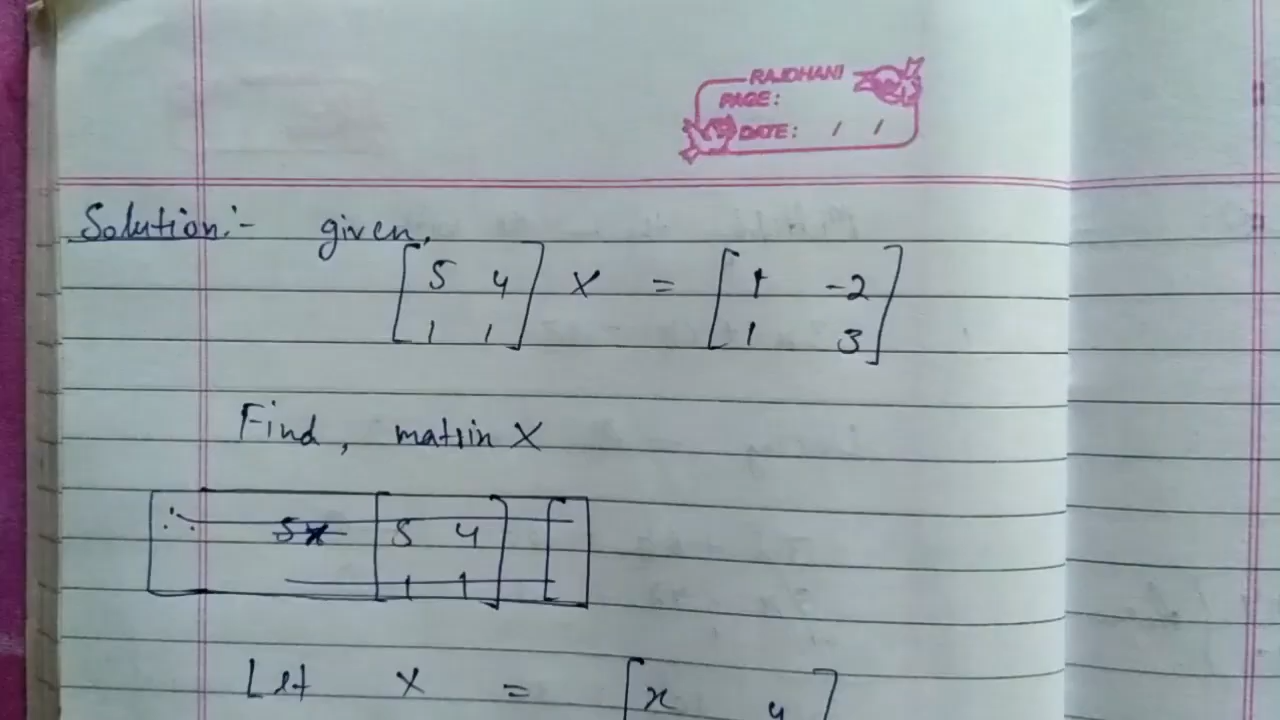 RAJDHANI
PAGE:
DATE: / /
Solution:- given,
[5 4] X = [1 -2]
[1 1] [1 3]
Find, matrin X
∴ 5x [5 4] [
[1 1]
Let X = [x y]